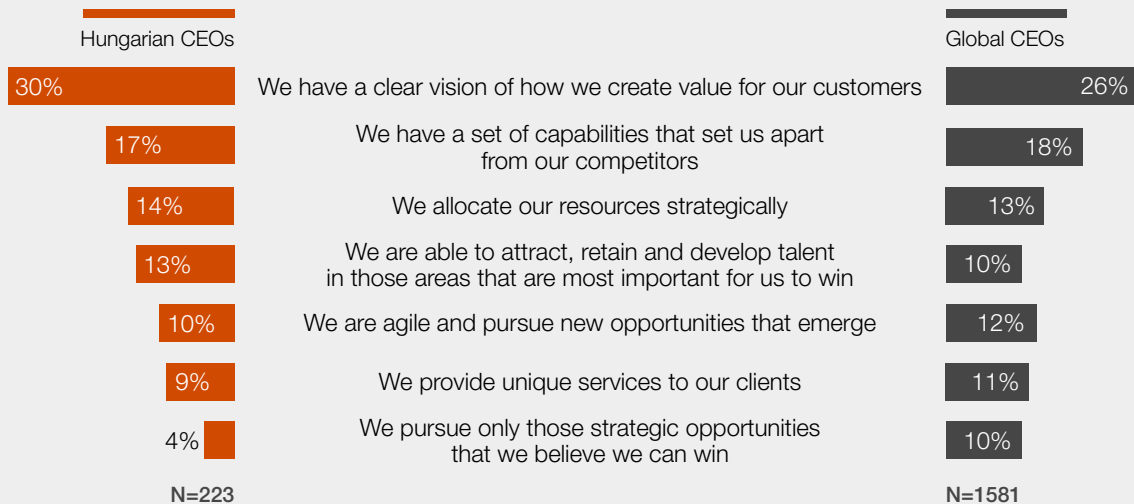 Hungarian CEOs
Global CEOs
30%
We have a clear vision of how we create value for our customers
26%
17%
We have a set of capabilities that set us apart
from our competitors
18%
14%
We allocate our resources strategically
13%
13%
We are able to attract, retain and develop talent
in those areas that are most important for us to win
10%
10%
We are agile and pursue new opportunities that emerge
12%
9%
We provide unique services to our clients
11%
4%
We pursue only those strategic opportunities
that we believe we can win
10%
N=223
N=1581